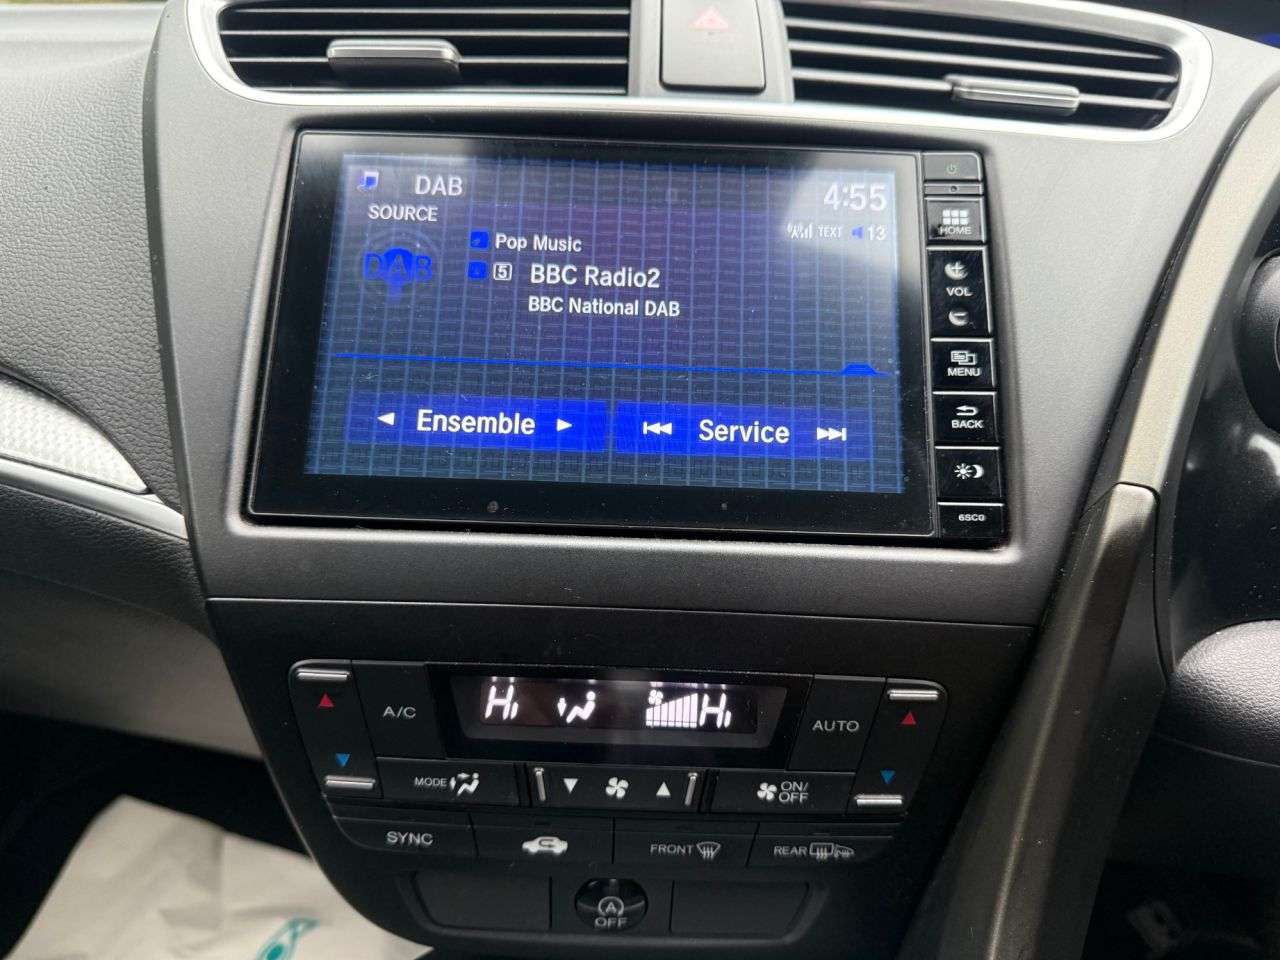 DAB
4:55
SOURCE
TEXT
13
DAB
Pop Music
5 BBC Radio2
BBC National DAB
Ensemble
Service
HOME
VOL
MENU
BACK
6SC0
Hi
Hi
A/C
AUTO
MODE
ON/
OFF
SYNC
FRONT
REAR
A
OFF